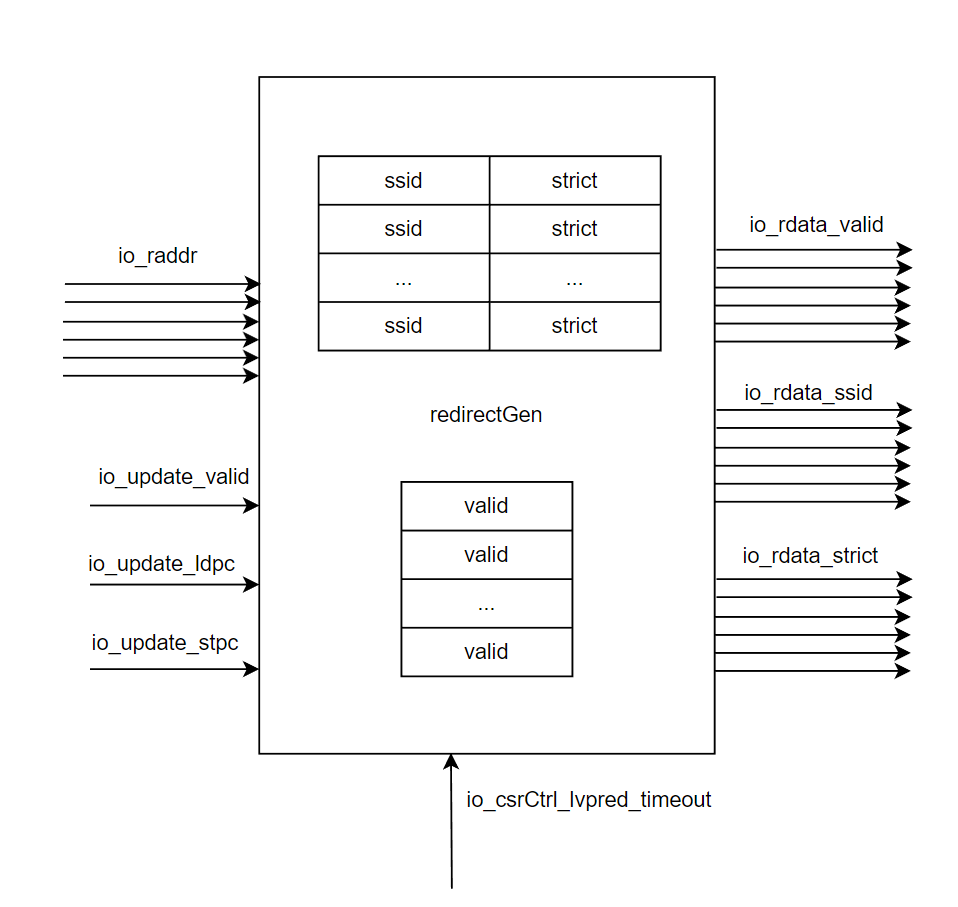 ssid strict
io_rdata_valid
ssid strict
io_raddr
... ...
ssid strict
io_rdata_ssid
redirectGen
io_update_valid
valid
valid
io_rdata_strict
io_update_ldpc
...
io_update_stpc
valid
io_csrCtrl_lvpred_timeout